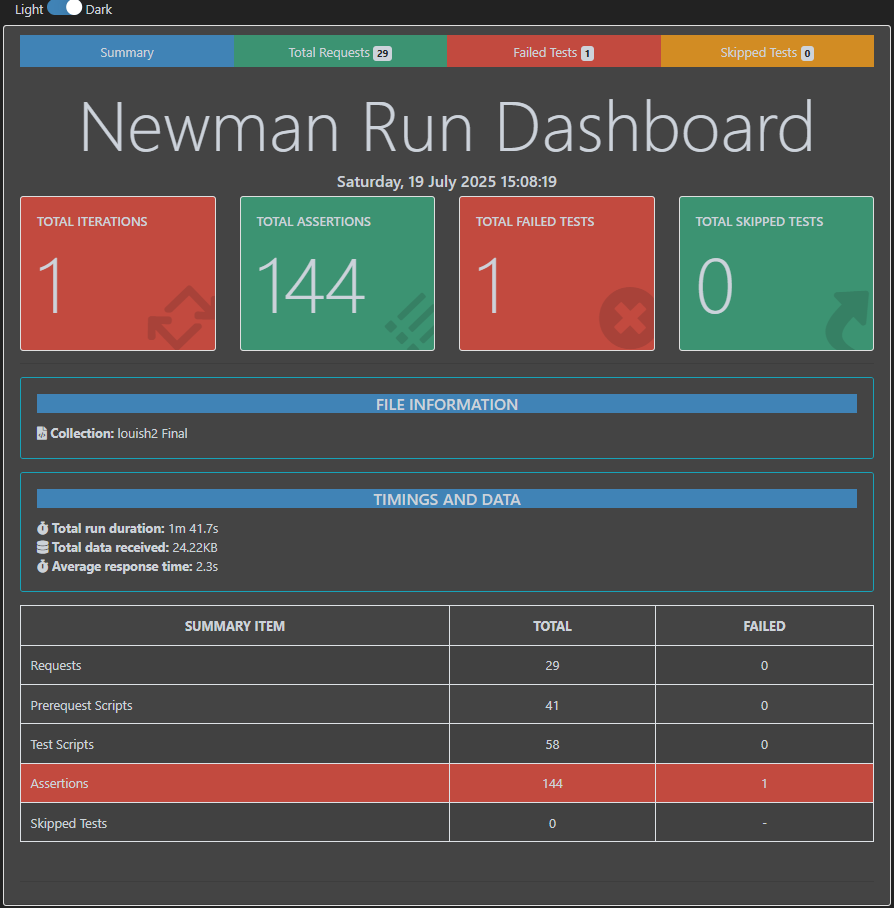 Light Dark
Summary Total Requests 29 Failed Tests 1 Skipped Tests 0
Newman Run Dashboard
Saturday, 19 July 2025 15:08:19
TOTAL ITERATIONS
1
TOTAL ASSERTIONS
144
TOTAL FAILED TESTS
1
TOTAL SKIPPED TESTS
0
FILE INFORMATION
Collection: louish2 Final
TIMINGS AND DATA
Total run duration: 1m 41.7s
Total data received: 24.22KB
Average response time: 2.3s
SUMMARY ITEM TOTAL FAILED
Requests 29 0
Prerequest Scripts 41 0
Test Scripts 58 0
Assertions 144 1
Skipped Tests 0 -